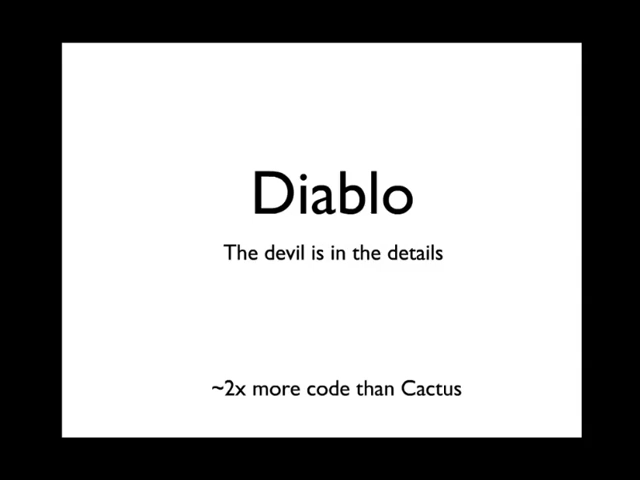 Diablo
The devil is in the details
~2x more code than Cactus